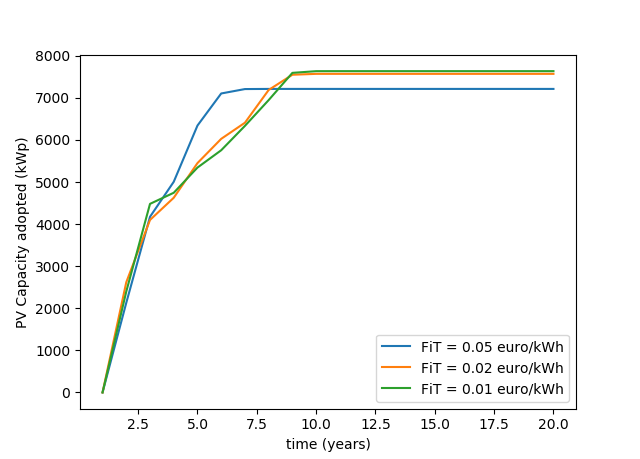 8000
7000
6000
5000
4000
3000
2000
1000
0
PV Capacity adopted (kWp)
FiT = 0.05 euro/kWh
FiT = 0.02 euro/kWh
FiT = 0.01 euro/kWh
2.5 5.0 7.5 10.0 12.5 15.0 17.5 20.0
time (years)